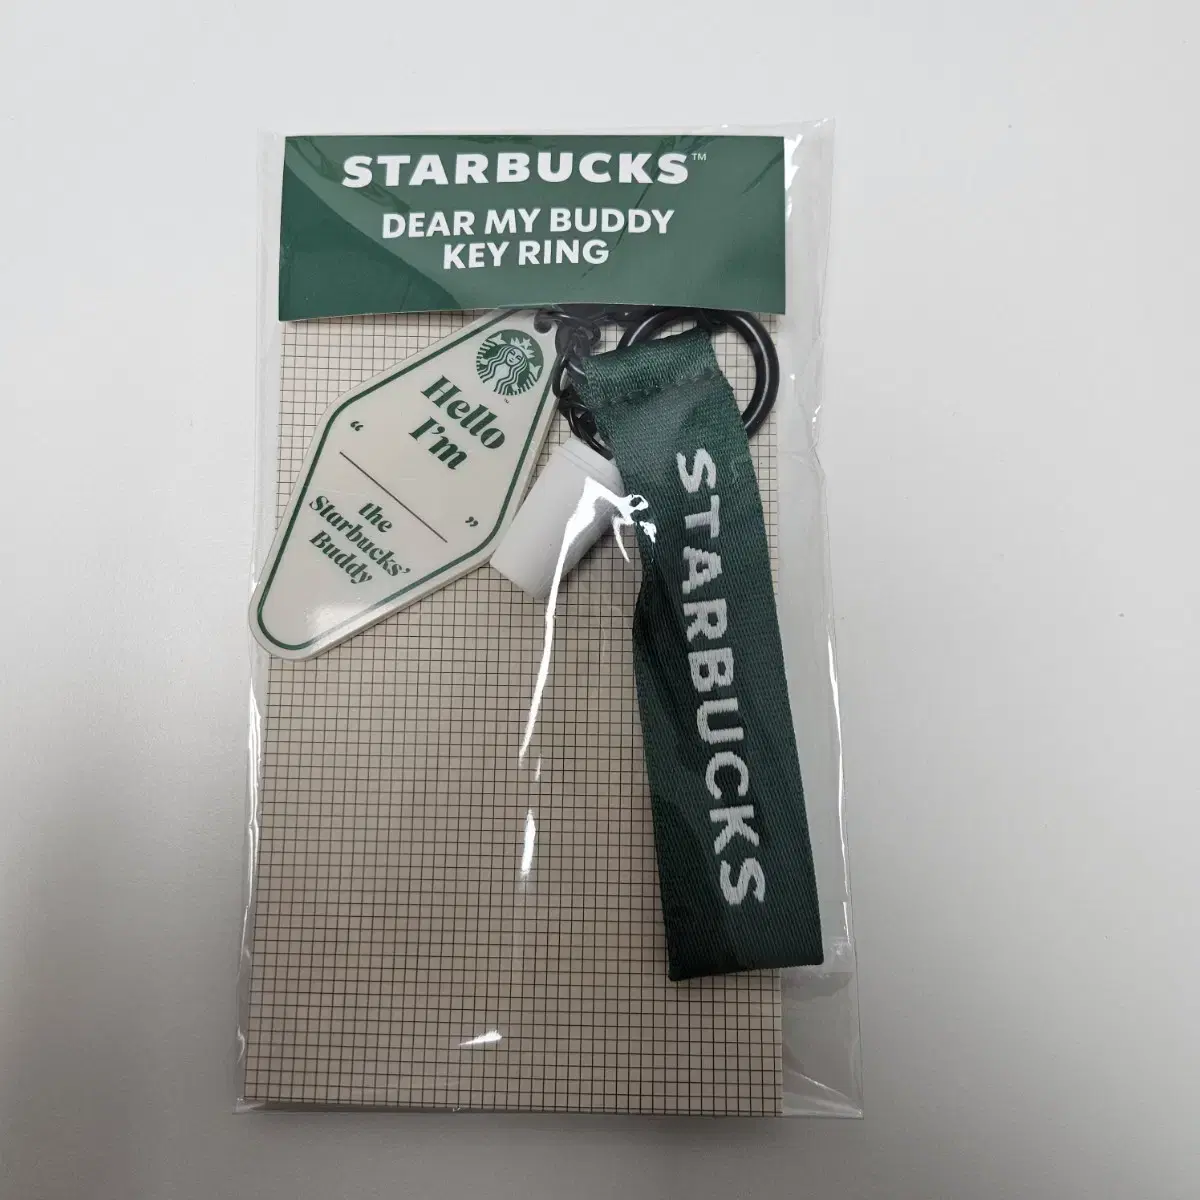 STARBUCKS™
DEAR MY BUDDY
KEY RING
Hello
I'm
“
”
the
Starbucks'
Buddy
STARBUCKS